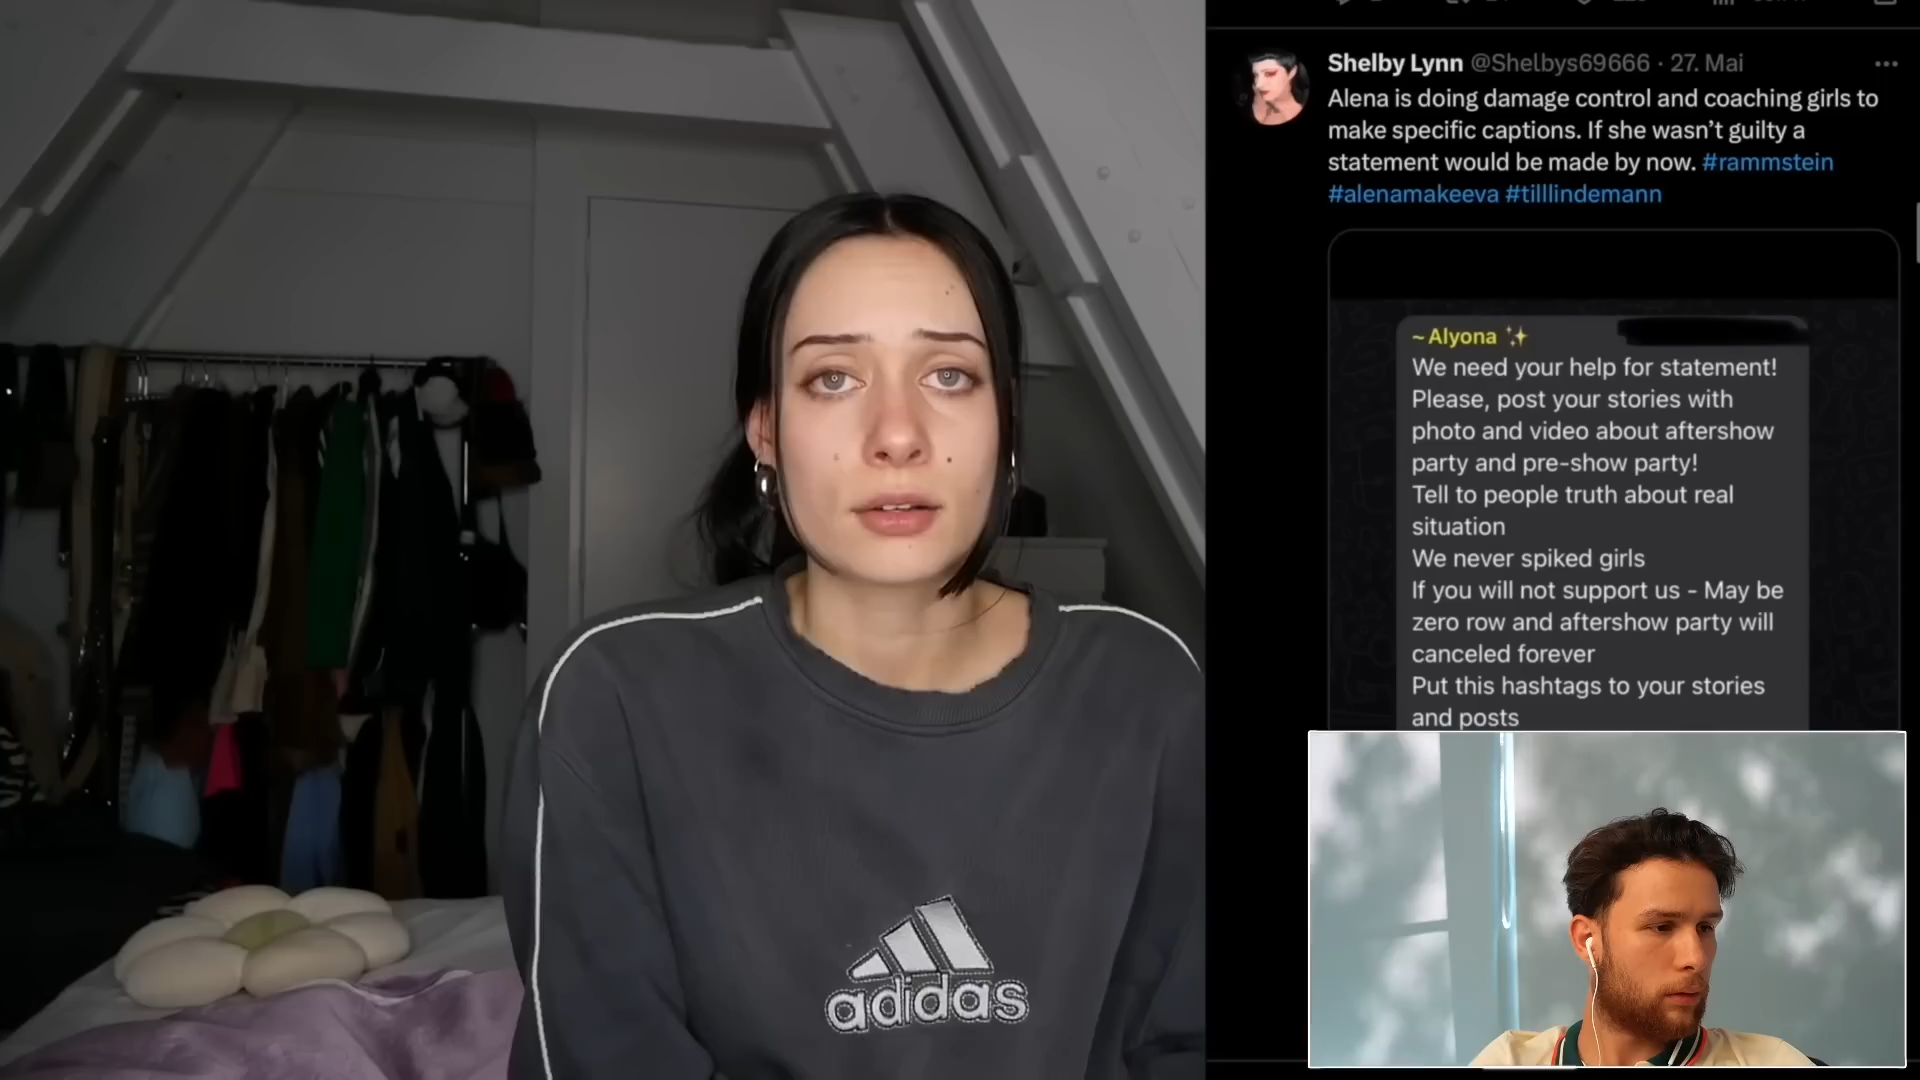 Shelby Lynn @Shelbys69666 · 27. Mai
Alena is doing damage control and coaching girls to
make specific captions. If she wasn’t guilty a
statement would be made by now. #rammstein
#alenamakeeva #tilllindemann
~Alyona ✨
We need your help for statement!
Please, post your stories with
photo and video about aftershow
party and pre-show party!
Tell to people truth about real
situation
We never spiked girls
If you will not support us - May be
zero row and aftershow party will
canceled forever
Put this hashtags to your stories
and posts
adidas